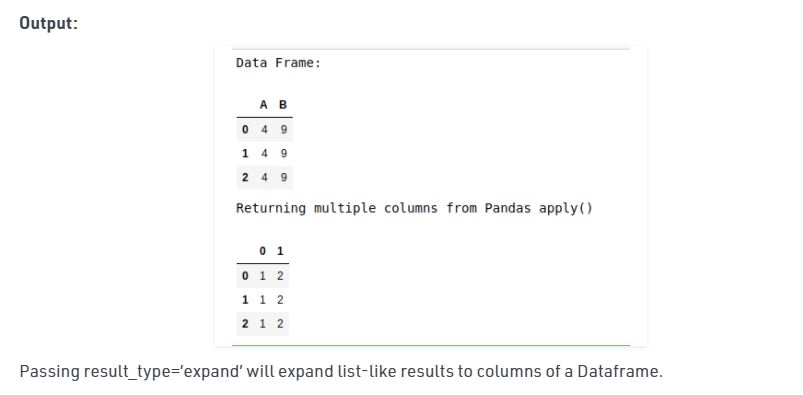 Output:
Data Frame:
A B
0 4 9
1 4 9
2 4 9
Returning multiple columns from Pandas apply()
0 1
0 1 2
1 1 2
2 1 2
Passing result_type=’expand’ will expand list-like results to columns of a Dataframe.